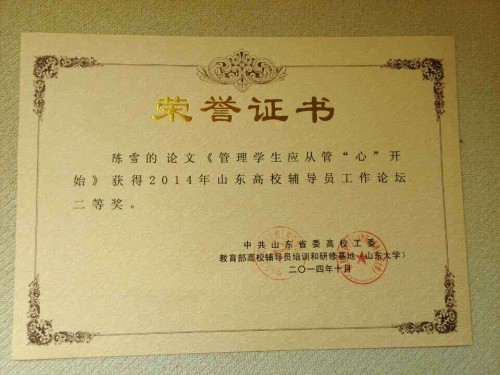 荣誉证书
陈雪的论文《管理学生应从管“心”开
始》获得2014年山东高校辅导员工作论坛
二等奖。
中共山东省委高校工委
教育部高校辅导员培训和研修基地（山东大学）
二〇一四年十月